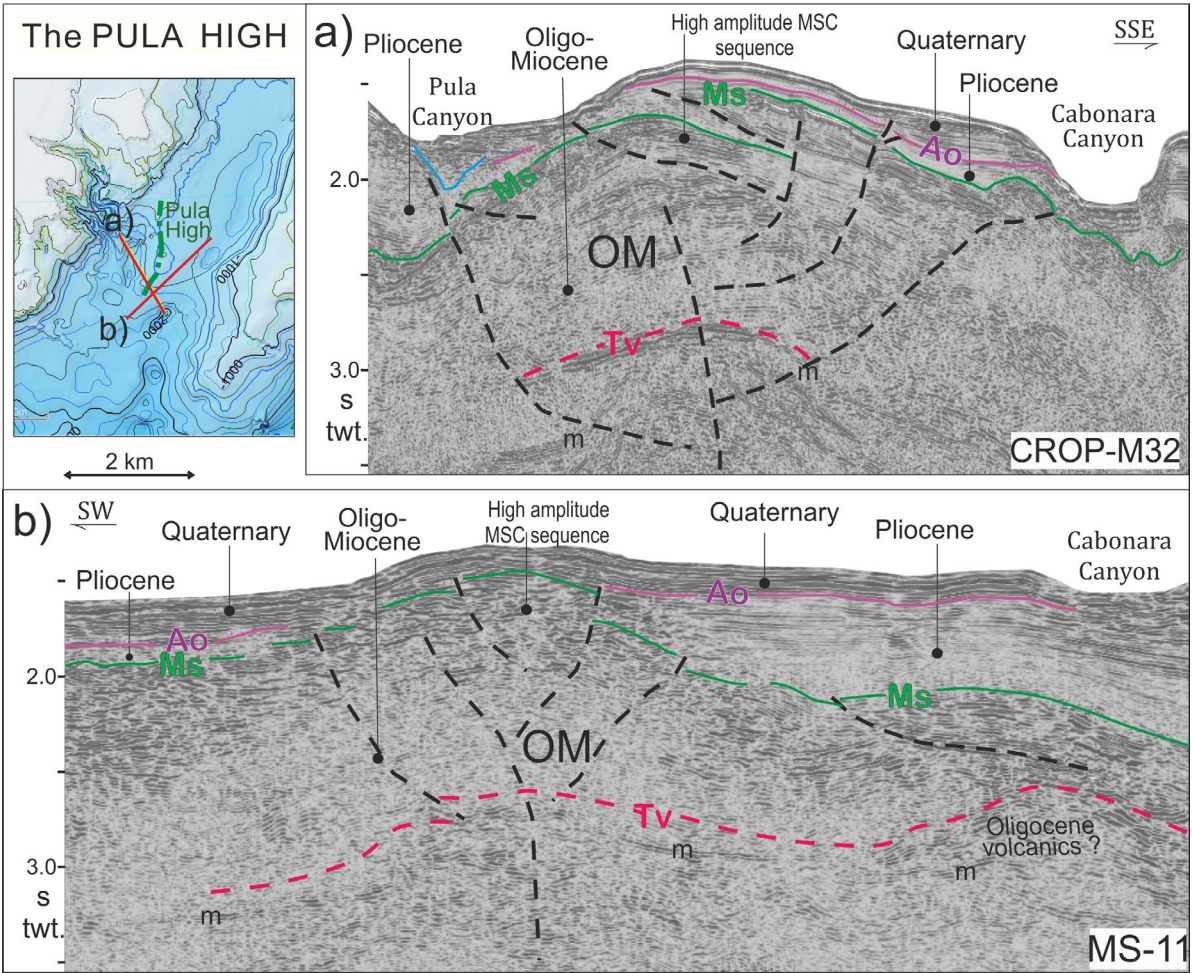 The PULA HIGH
a)
Pula
High
b)
1000
2000
1000
2 km
a)
Pliocene
Oligo-
Miocene
High amplitude MSC
sequence
Quaternary
SSE
Pula
Canyon
Pliocene
Cabonara
Canyon
Ms
Ms
Ao
2.0
OM
Tv
3.0
s
twt.
m
m
CROP-M32
b)
SW
Quaternary
Oligo-
Miocene
High amplitude
MSC sequence
Quaternary
Pliocene
Cabonara
Canyon
Pliocene
Ao
Ao
Ms
Ms
2.0
OM
Tv
m
Oligocene
volcanics ?
m
3.0
m
s
twt.
MS-11